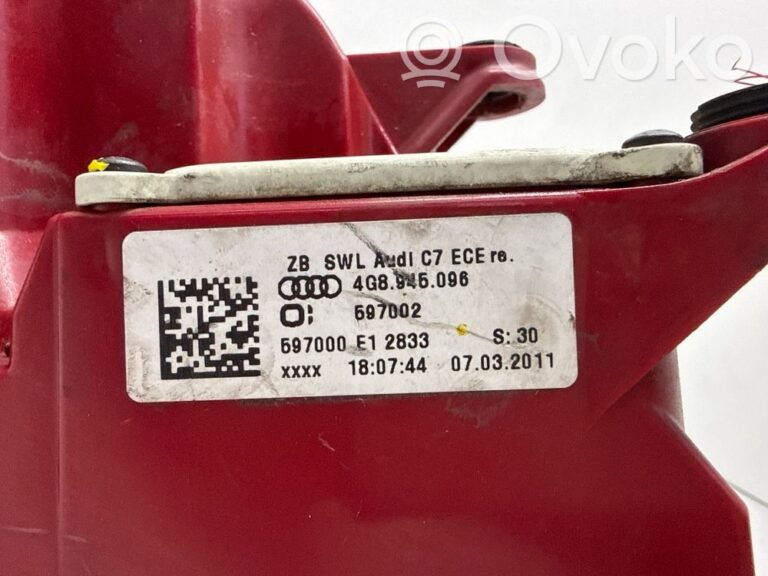 Ovoko
ZB SWL Audi C7 ECE re.
4G8.945.096
597002
597000 E1 2833 S: 30
xxxx 18:07:44 07.03.2011